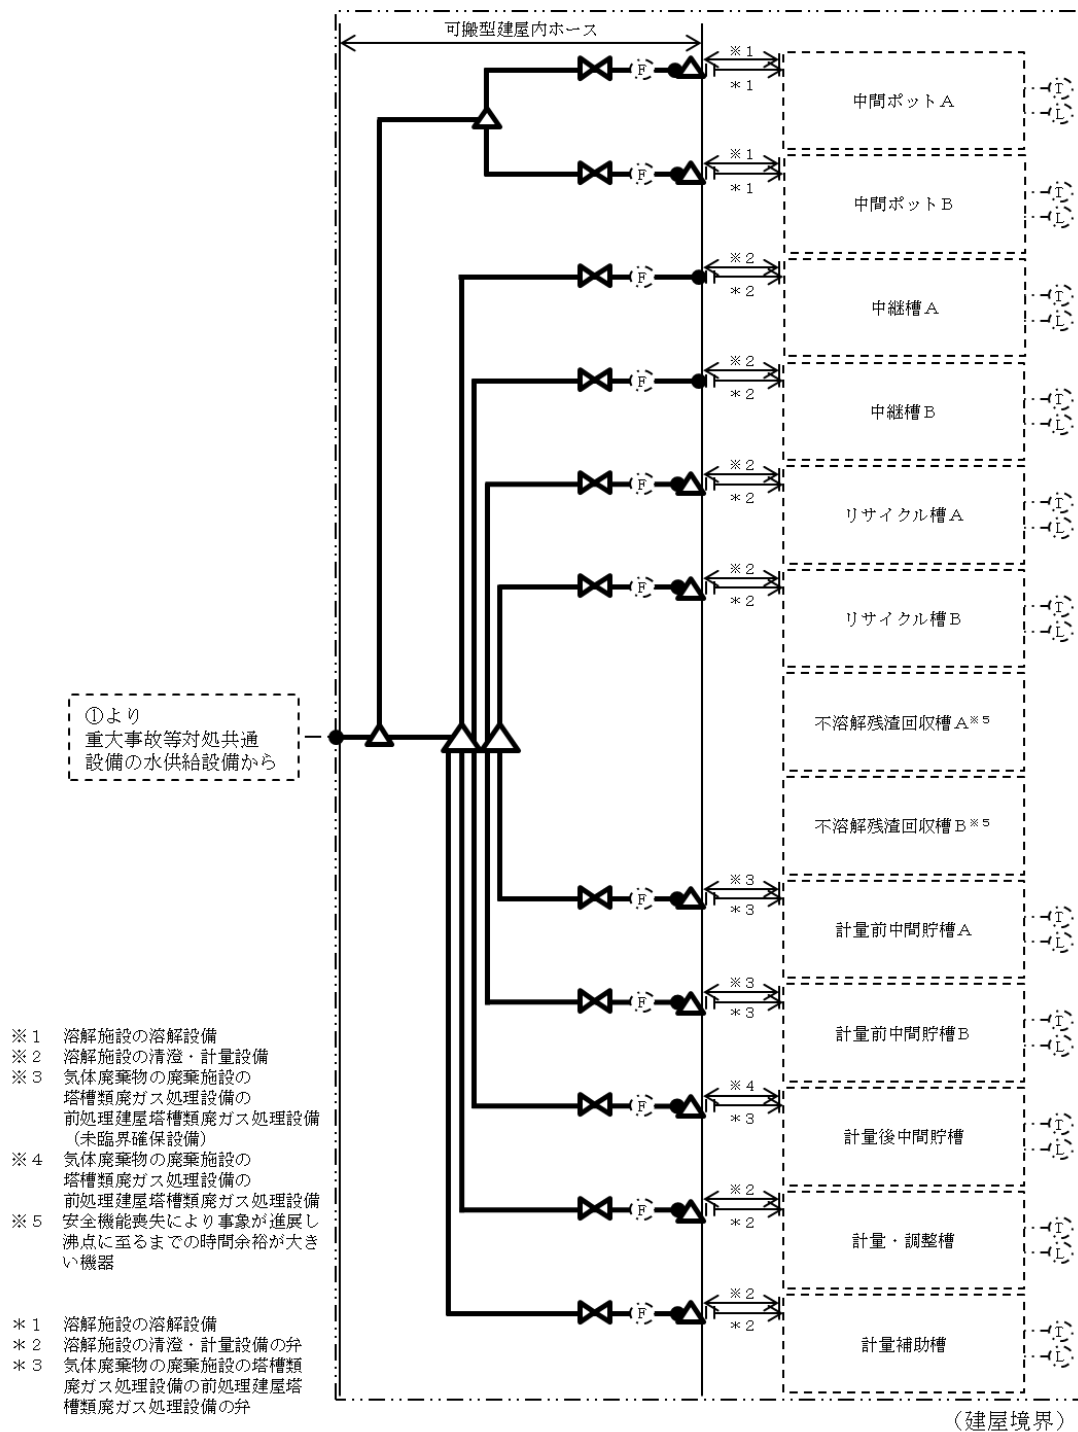 可搬型建屋内ホース
※１
F
＊１
中間ポットＡ
T
L
※１
F
＊１
中間ポットＢ
T
L
※２
F
＊２
中継槽Ａ
T
L
※２
F
＊２
中継槽Ｂ
T
L
※２
F
＊２
リサイクル槽Ａ
T
L
※２
F
＊２
リサイクル槽Ｂ
T
L
①より
重大事故等対処共通
設備の水供給設備から
不溶解残渣回収槽Ａ※５
不溶解残渣回収槽Ｂ※５
※３
F
＊３
計量前中間貯槽Ａ
T
L
※３
F
＊３
計量前中間貯槽Ｂ
T
L
※４
F
＊３
計量後中間貯槽
T
L
※２
F
＊２
計量・調整槽
T
L
※２
F
＊２
計量補助槽
T
L
※１　溶解施設の溶解設備
※２　溶解施設の清澄・計量設備
※３　気体廃棄物の廃棄施設の
塔槽類廃ガス処理設備の
前処理建屋塔槽類廃ガス処理設備
（未臨界確保設備）
※４　気体廃棄物の廃棄施設の
塔槽類廃ガス処理設備の
前処理建屋塔槽類廃ガス処理設備
※５　安全機能喪失により事象が進展し
沸点に至るまでの時間余裕が大き
い機器
＊１　溶解施設の溶解設備
＊２　溶解施設の清澄・計量設備の弁
＊３　気体廃棄物の廃棄施設の塔槽類
廃ガス処理設備の前処理建屋塔
槽類廃ガス処理設備の弁
（建屋境界）